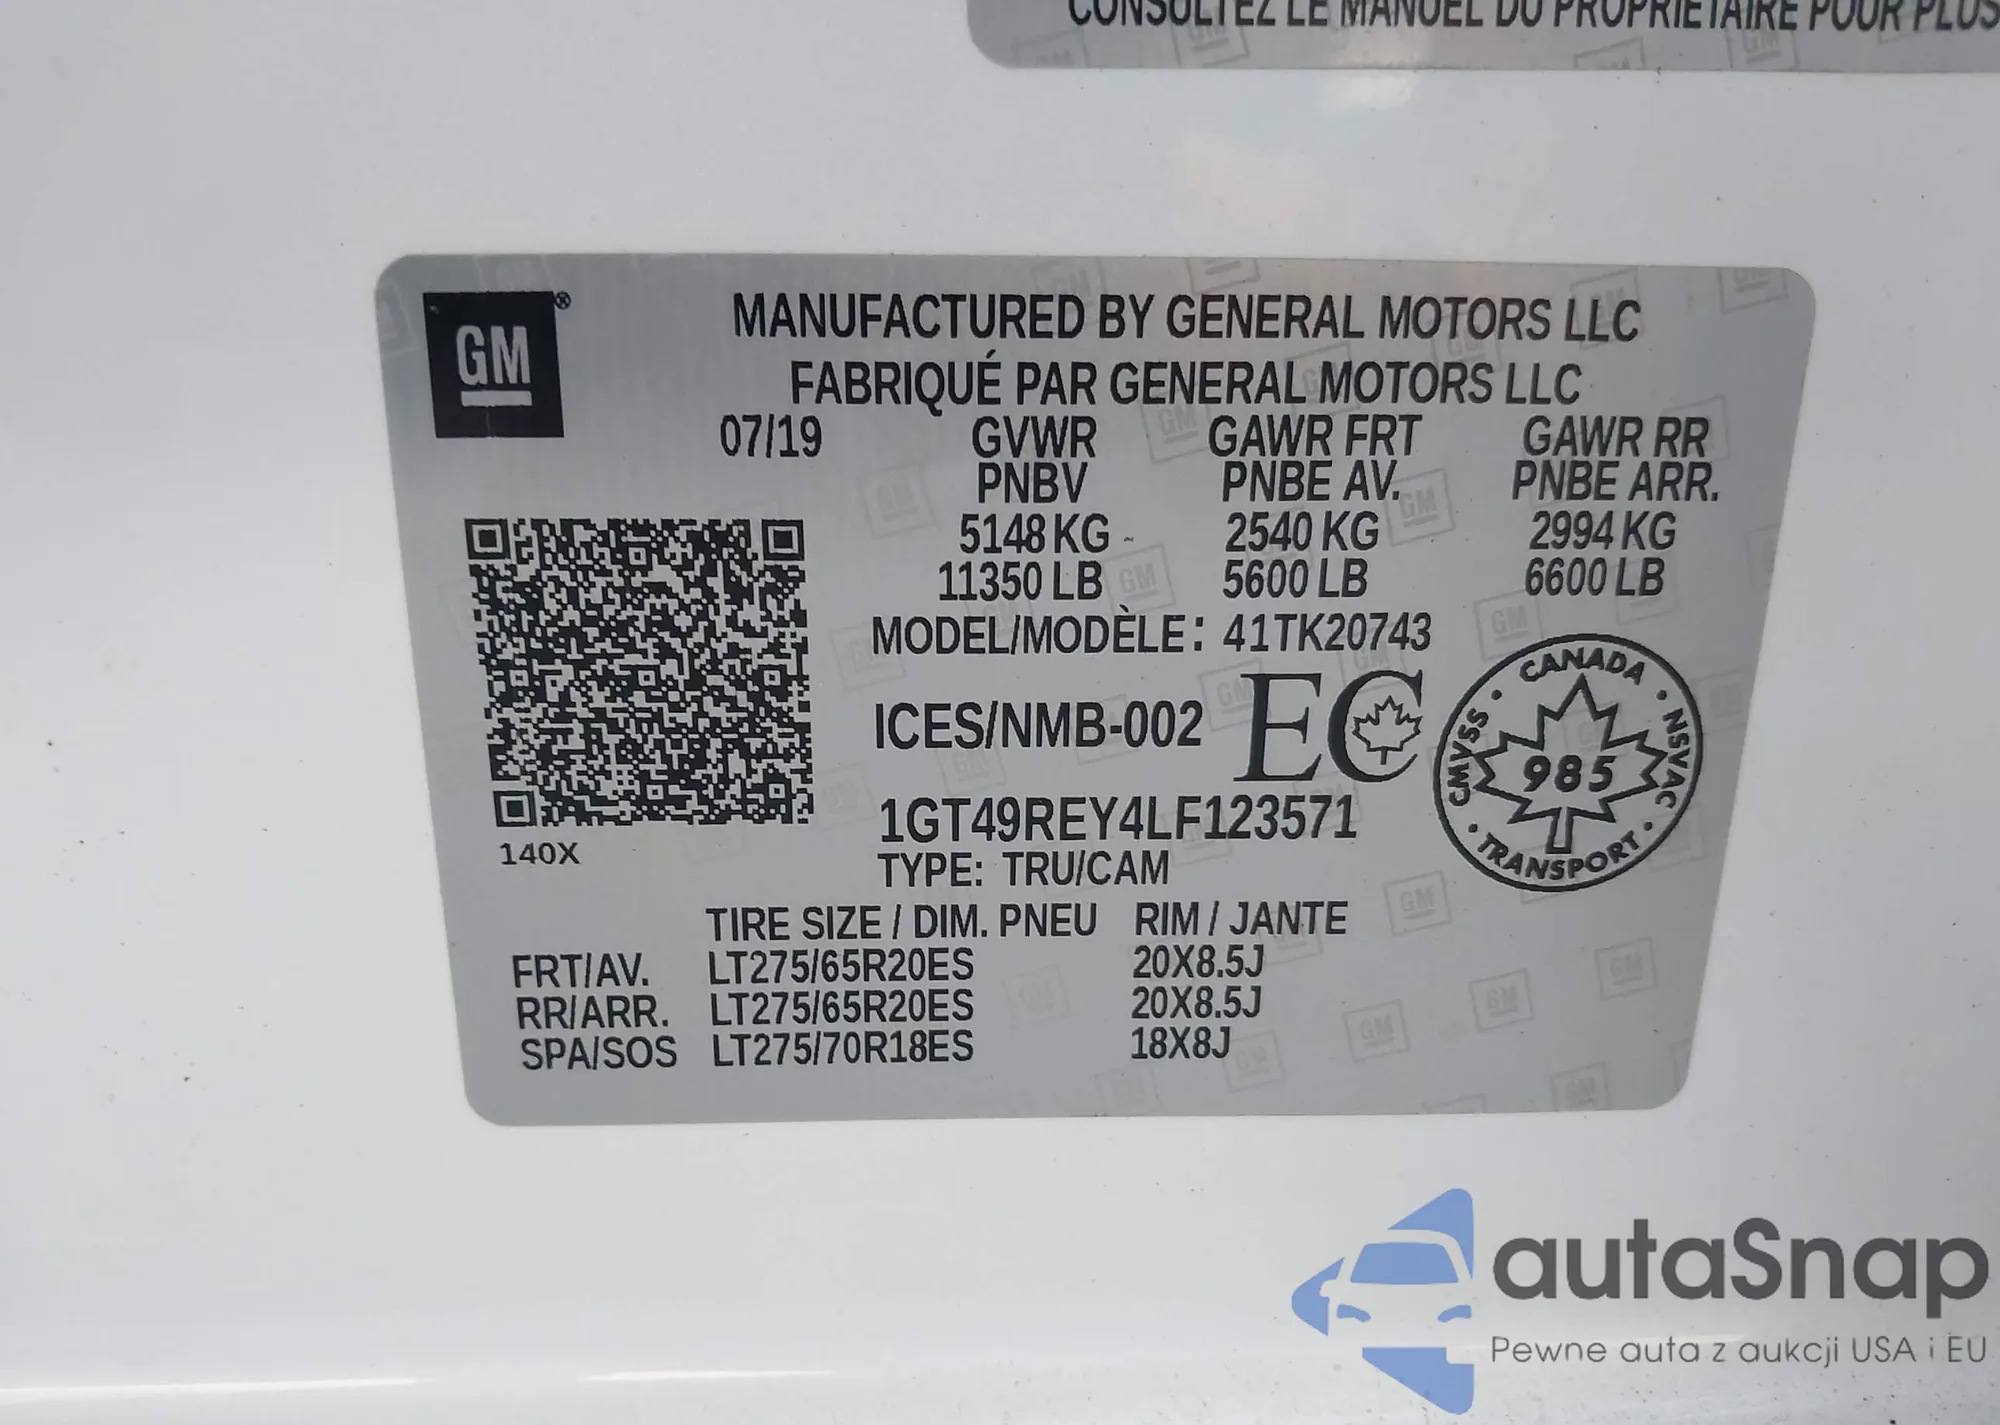 CONSULTEZ LE MANUEL DU PROPRIÉTAIRE POUR PLUS
GM®
MANUFACTURED BY GENERAL MOTORS LLC
FABRIQUÉ PAR GENERAL MOTORS LLC
07/19 GVWR GAWR FRT GAWR RR
PNBV PNBE AV. PNBE ARR.
5148 KG 2540 KG 2994 KG
11350 LB 5600 LB 6600 LB
MODEL/MODÈLE: 41TK20743
ICES/NMB-002 EC
CANADA
CMVSS 985 NSVAC
TRANSPORT
1GT49REY4LF123571
140X
TYPE: TRU/CAM
TIRE SIZE / DIM. PNEU RIM / JANTE
FRT/AV. LT275/65R20ES 20X8.5J
RR/ARR. LT275/65R20ES 20X8.5J
SPA/SOS LT275/70R18ES 18X8J
autaSnap
Pewne auta z aukcji USA i EU